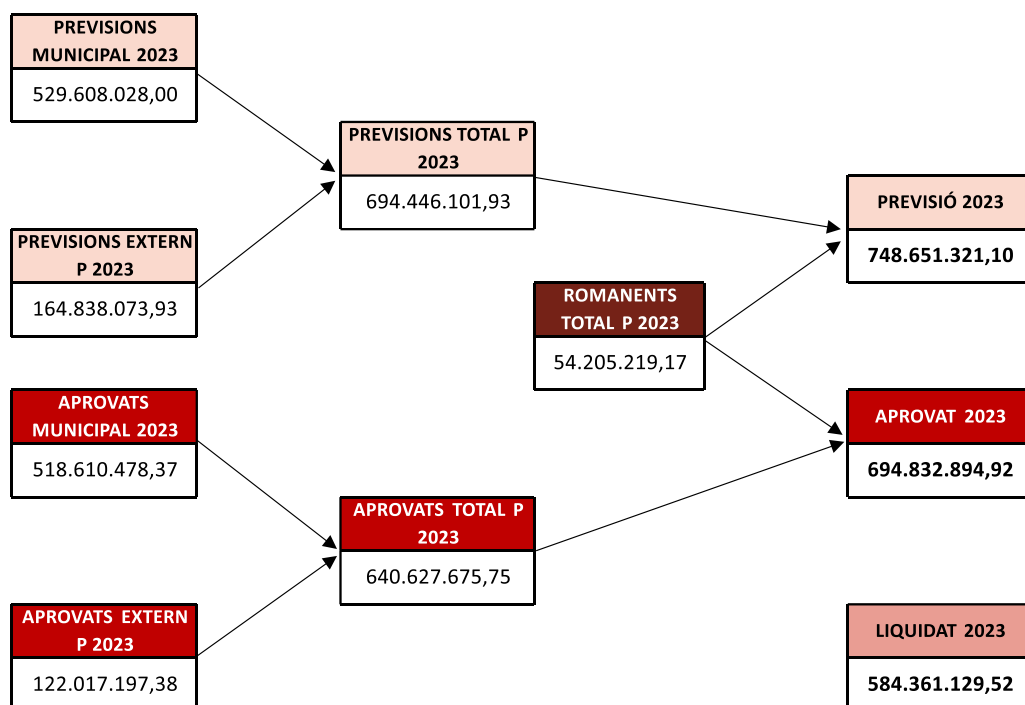 PREVISIONS
MUNICIPAL 2023
529.608.028,00
PREVISIONS EXTERN
P 2023
164.838.073,93
PREVISIONS TOTAL P
2023
694.446.101,93
ROMANENTS
TOTAL P 2023
54.205.219,17
PREVISIÓ 2023
748.651.321,10
APROVATS
MUNICIPAL 2023
518.610.478,37
APROVATS EXTERN
P 2023
122.017.197,38
APROVATS TOTAL P
2023
640.627.675,75
APROVAT 2023
694.832.894,92
LIQUIDAT 2023
584.361.129,52